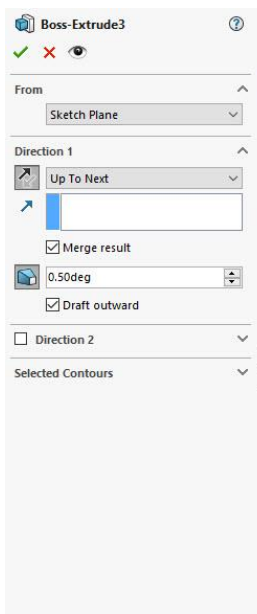 Boss-Extrude3
From
Sketch Plane
Direction 1
Up To Next
Merge result
0.50deg
Draft outward
Direction 2
Selected Contours